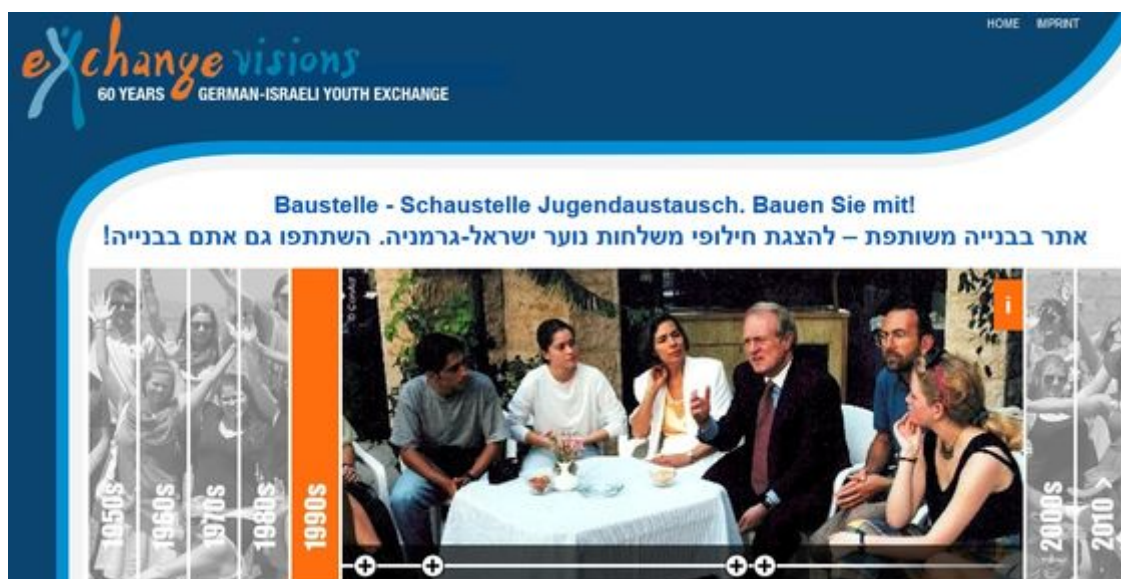 HOME IMPRINT
eXchange visions
60 YEARS GERMAN-ISRAELI YOUTH EXCHANGE
Baustelle - Schaustelle Jugendaustausch. Bauen Sie mit!
אתר בבנייה משותפת – להצגת חילופי משלחות נוער ישראל-גרמניה. השתתפו גם אתם בבנייה!
1950s
1960s
1970s
1980s
1990s
i
2000s
2010 >